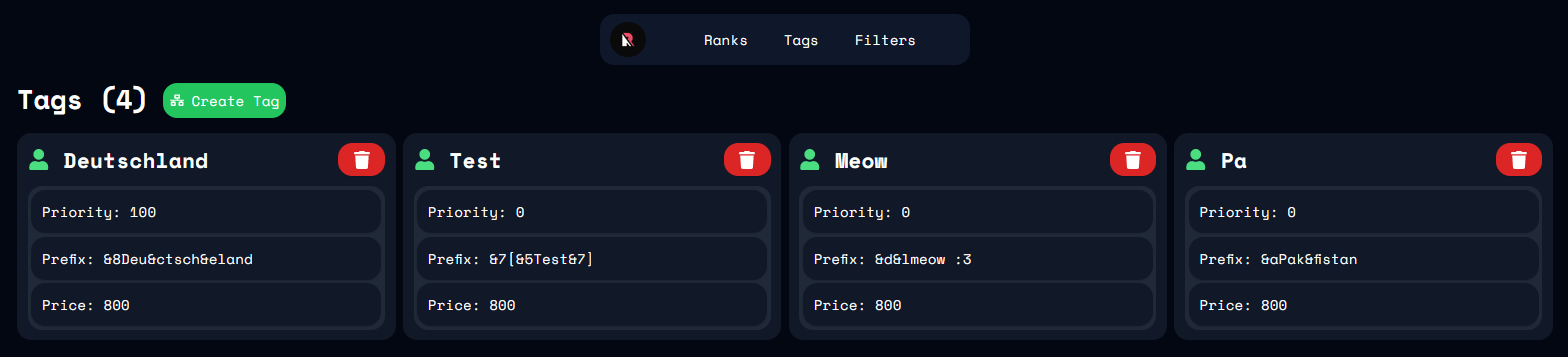 Ranks Tags Filters
Tags (4) Create Tag
Deutschland
Priority: 100
Prefix: &8Deu&ctsch&eland
Price: 800
Test
Priority: 0
Prefix: &7[&5Test&7]
Price: 800
Meow
Priority: 0
Prefix: &d&lmeow :3
Price: 800
Pa
Priority: 0
Prefix: &aPak&fistan
Price: 800